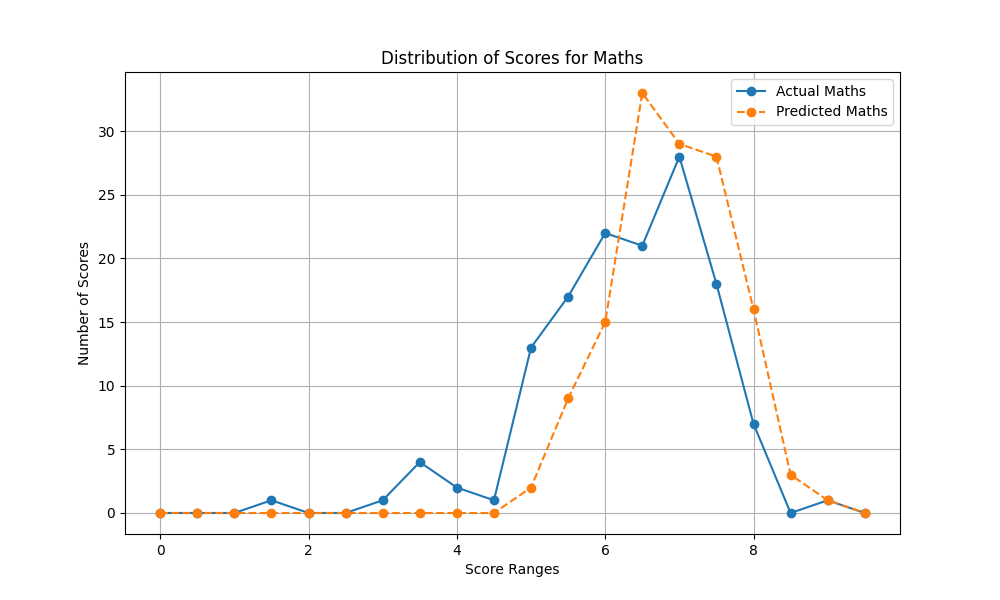 Distribution of Scores for Maths
Actual Maths
Predicted Maths
Number of Scores
30
25
20
15
10
5
0
0 2 4 6 8
Score Ranges